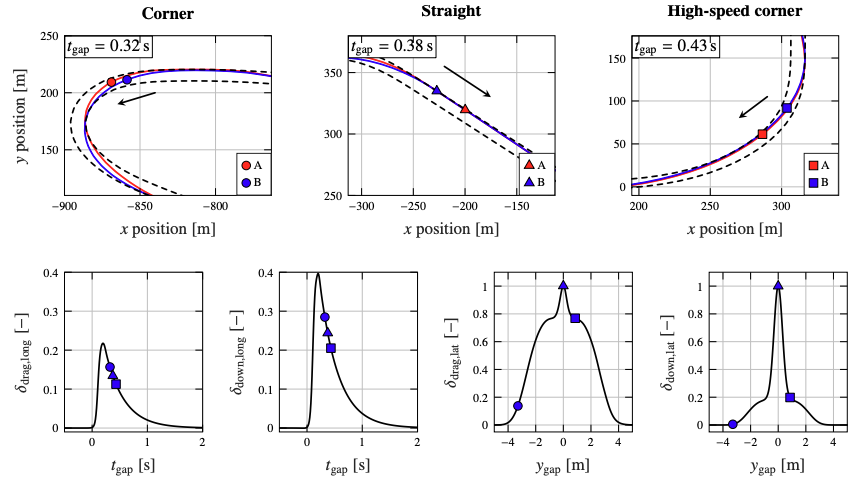 Corner
Straight
High-speed corner
t_gap = 0.32 s
t_gap = 0.38 s
t_gap = 0.43 s
y position [m]
250
200
150
−900
−850
−800
x position [m]
A
B
350
300
250
−300
−250
−200
−150
x position [m]
A
B
150
100
50
0
200
250
300
x position [m]
A
B
δ_drag,long [−]
0.4
0.3
0.2
0.1
0
0
1
2
t_gap [s]
δ_down,long [−]
0.4
0.3
0.2
0.1
0
0
1
2
t_gap [s]
δ_drag,lat [−]
1
0.8
0.6
0.4
0.2
0
−4
−2
0
2
4
y_gap [m]
δ_down,lat [−]
1
0.8
0.6
0.4
0.2
0
−4
−2
0
2
4
y_gap [m]